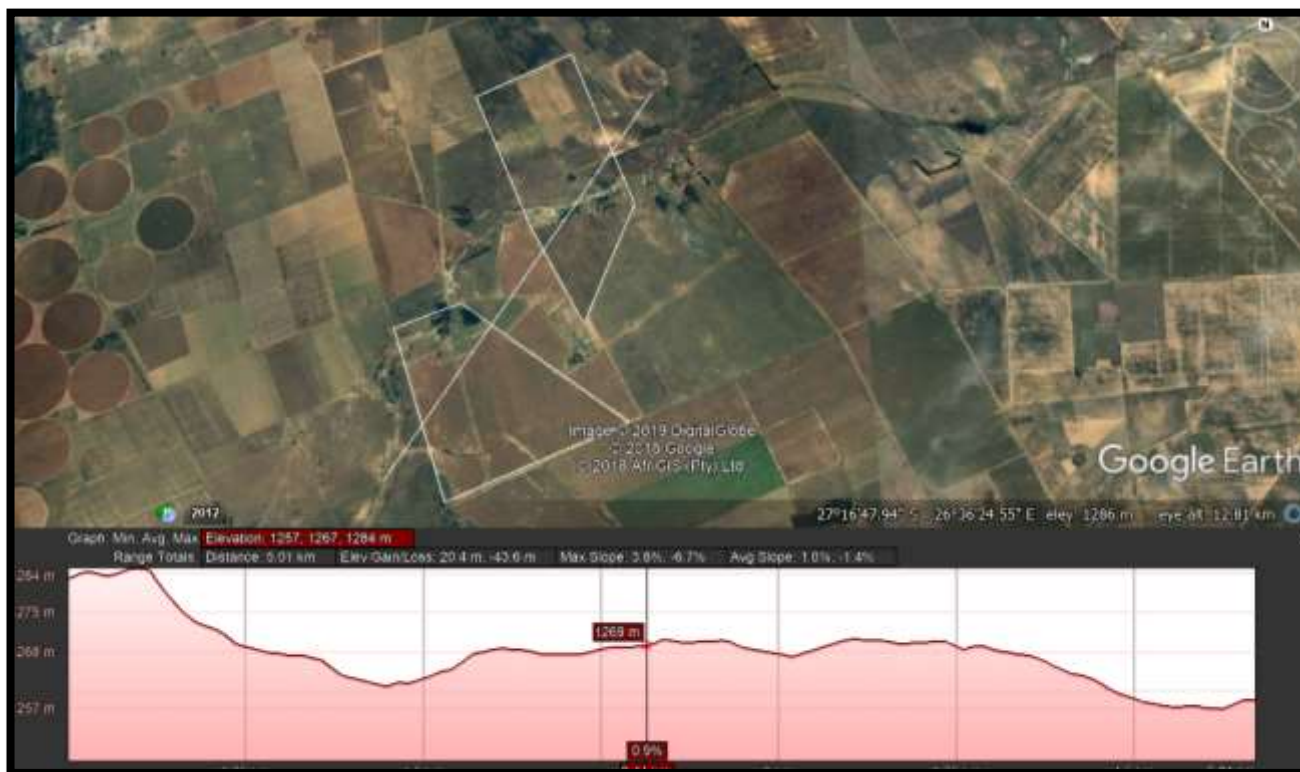 N
Image © 2019 DigitalGlobe
© 2018 Google
© 2018 AfriGIS (Pty) Ltd.
Google Earth
2017
27°16'47.94" S 26°36'24.55" E elev 1286 m eye alt 12.81 km
Graph: Min, Avg, Max Elevation: 1257, 1267, 1284 m
Range Totals: Distance: 5.01 km Elev Gain/Loss: 20.4 m, -43.6 m Max Slope: 3.8%, -6.7% Avg Slope: 1.0%, -1.4%
284 m
275 m
1269 m
268 m
257 m
0.9%